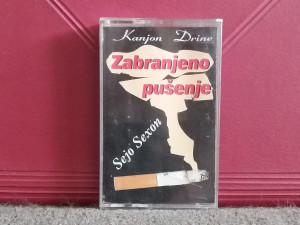 Kanjon Drine
Zabranjeno
pušenje
Sejo Sexon